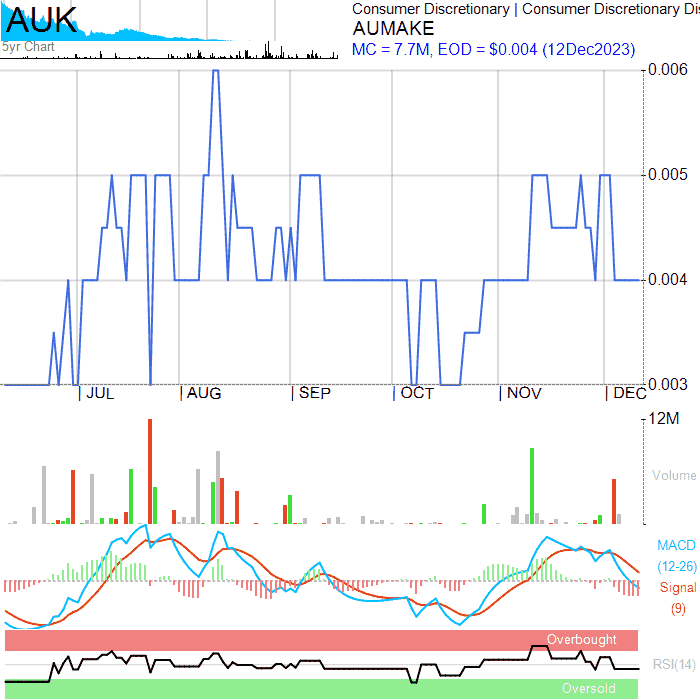 AUK
5yr Chart
Consumer Discretionary | Consumer Discretionary Dis
AUMAKE
MC = 7.7M, EOD = $0.004 (12Dec2023)
0.006
0.005
0.004
0.003
JUL
AUG
SEP
OCT
NOV
DEC
12M
Volume
MACD
(12-26)
Signal
(9)
Overbought
RSI(14)
Oversold